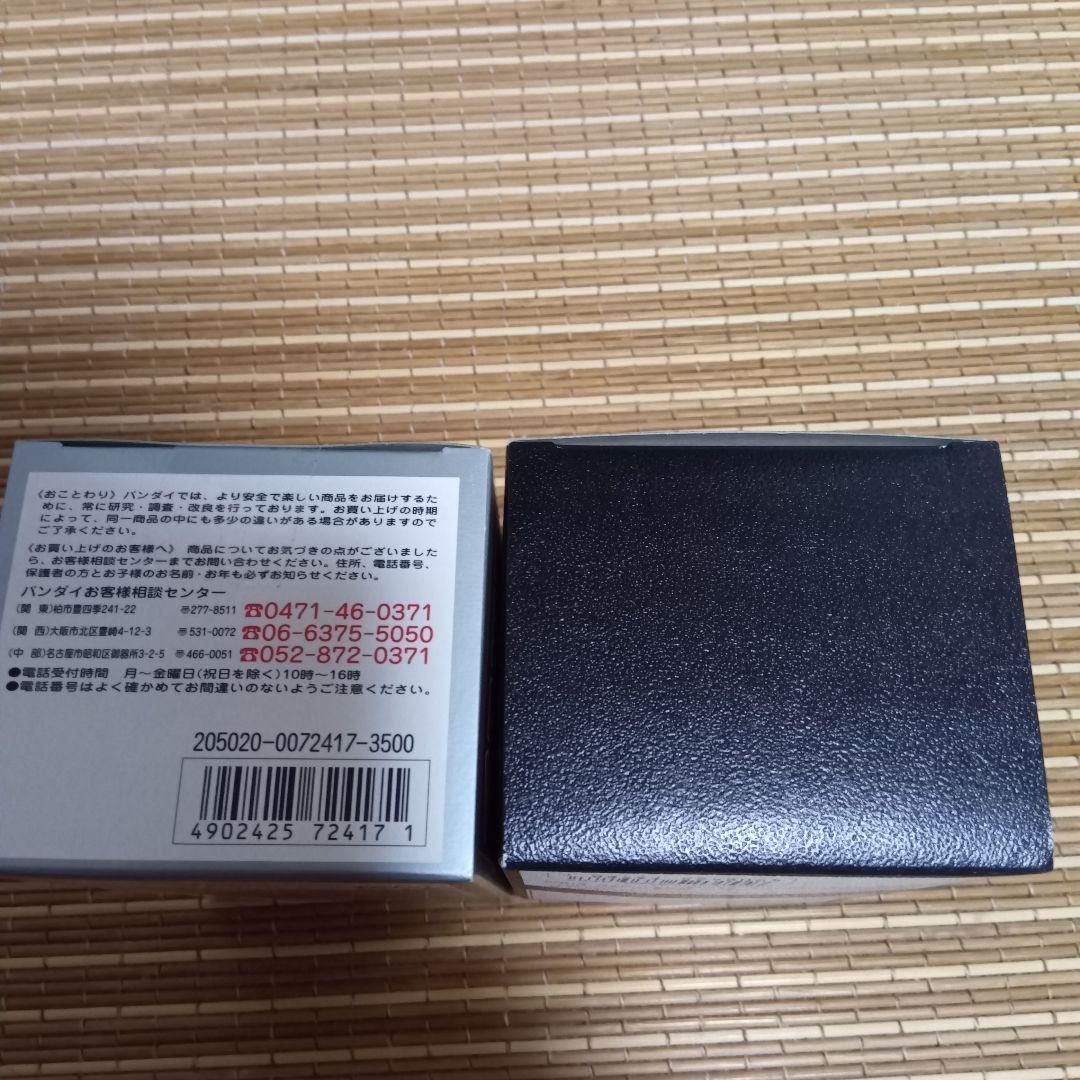 〈おことわり〉バンダイでは、より安全で楽しい商品をお届けするた
めに、常に研究・調査・改良を行っております。お買い上げの時期
によって、同一商品の中にも多少の違いがある場合がありますので
ご了承ください。
〈お買い上げのお客様へ〉 商品についてお気づきの点がございました
ら、お客様相談センターまでお問い合わせください。住所、電話番号、
保護者の方とお子様のお名前・お年も必ずお知らせください。
バンダイお客様相談センター
(関 東)柏市豊四季241-22 〠277-8511 ☎0471-46-0371
(関 西)大阪市北区豊崎4-12-3 〠531-0072 ☎06-6375-5050
(中 部)名古屋市昭和区御器所3-2-5 〠466-0051 ☎052-872-0371
●電話受付時間 月〜金曜日(祝日を除く)10時〜16時
●電話番号はよく確かめてお間違いのないようご注意ください。
205020-0072417-3500
4902425 72417 1